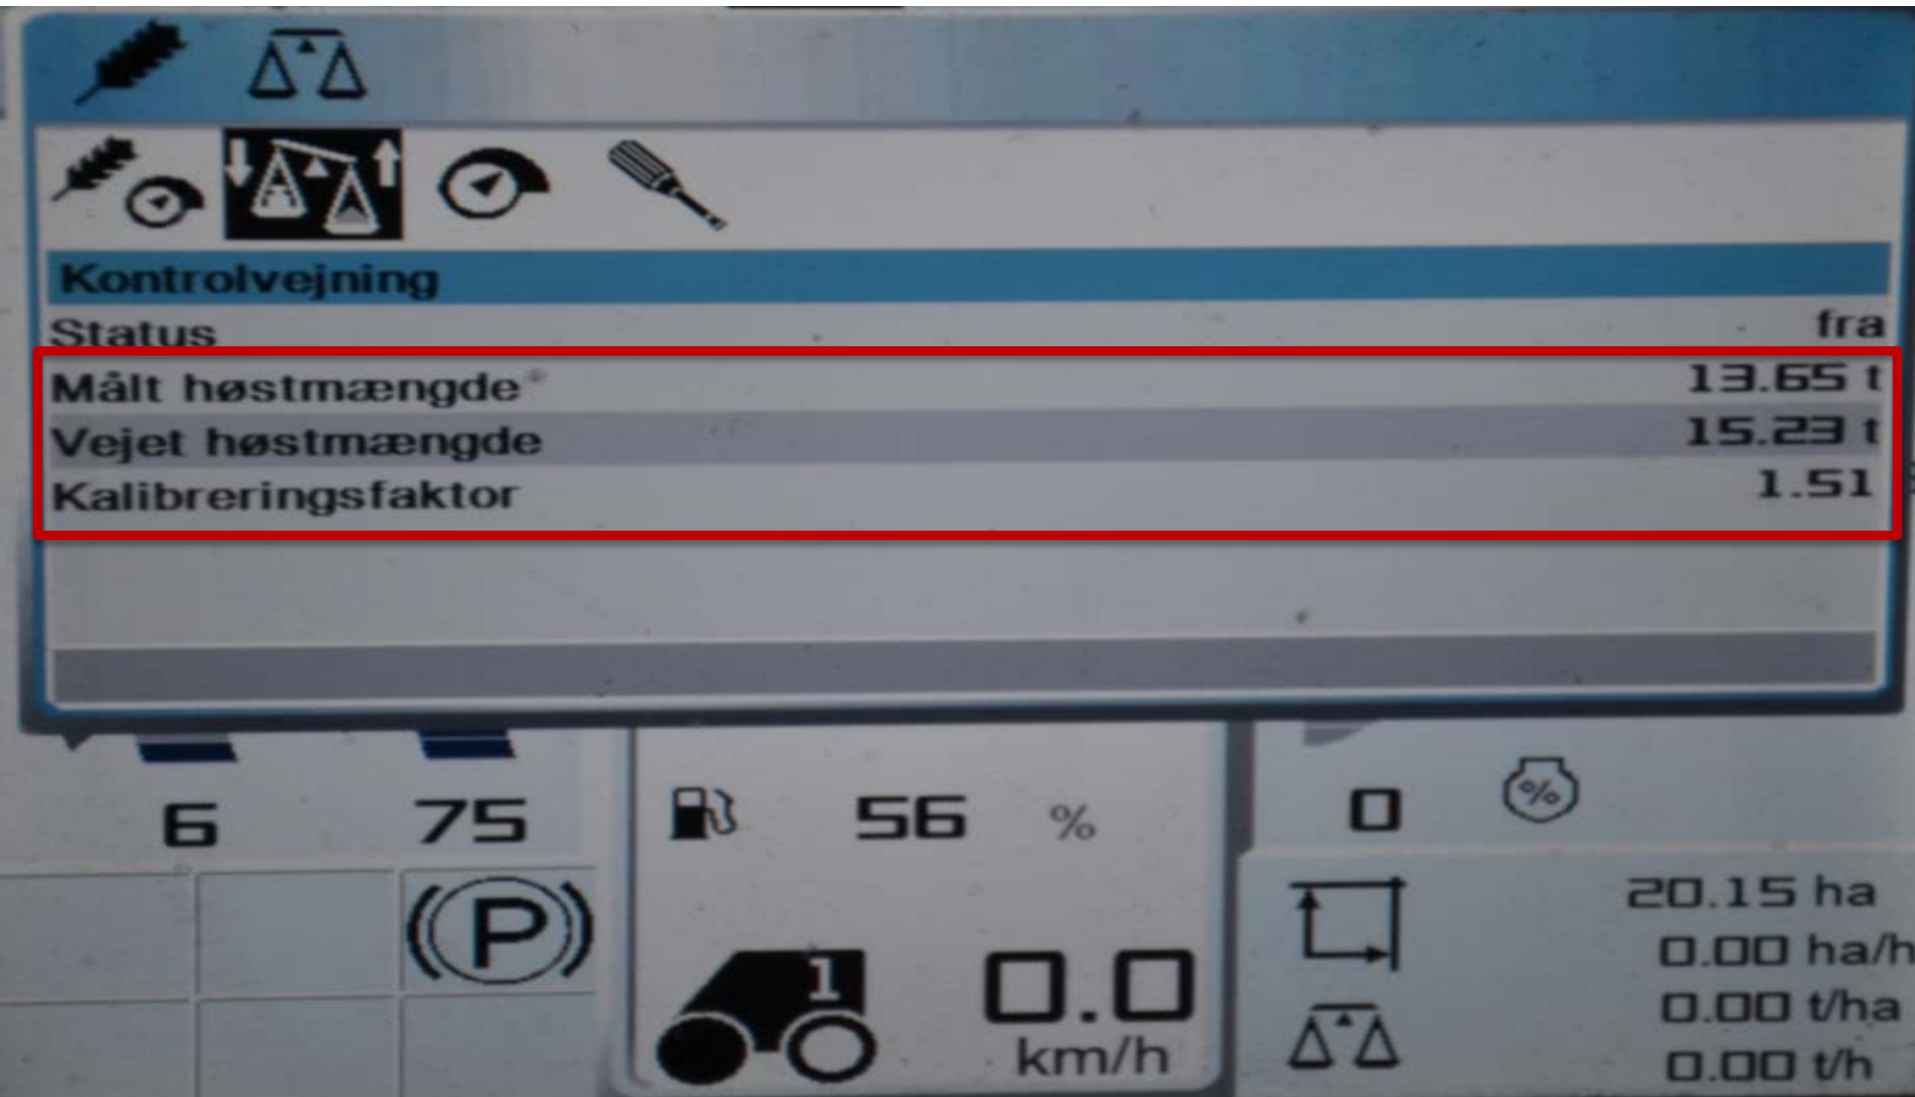 Kontrolvejning
Status fra
Målt høstmængde 13.65 t
Vejet høstmængde 15.23 t
Kalibreringsfaktor 1.51
6 75 56 % 0 %
(P)
1 0.0
km/h
20.15 ha
0.00 ha/h
0.00 t/ha
0.00 t/h